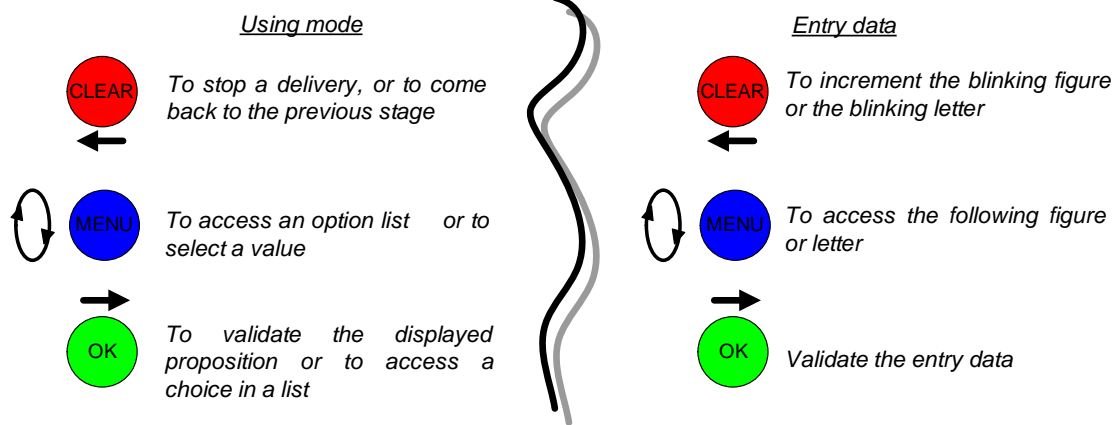 Using mode
CLEAR
To stop a delivery, or to come
back to the previous stage
MENU
To access an option list or to
select a value
OK
To validate the displayed
proposition or to access a
choice in a list
Entry data
CLEAR
To increment the blinking figure
or the blinking letter
MENU
To access the following figure
or letter
OK
Validate the entry data